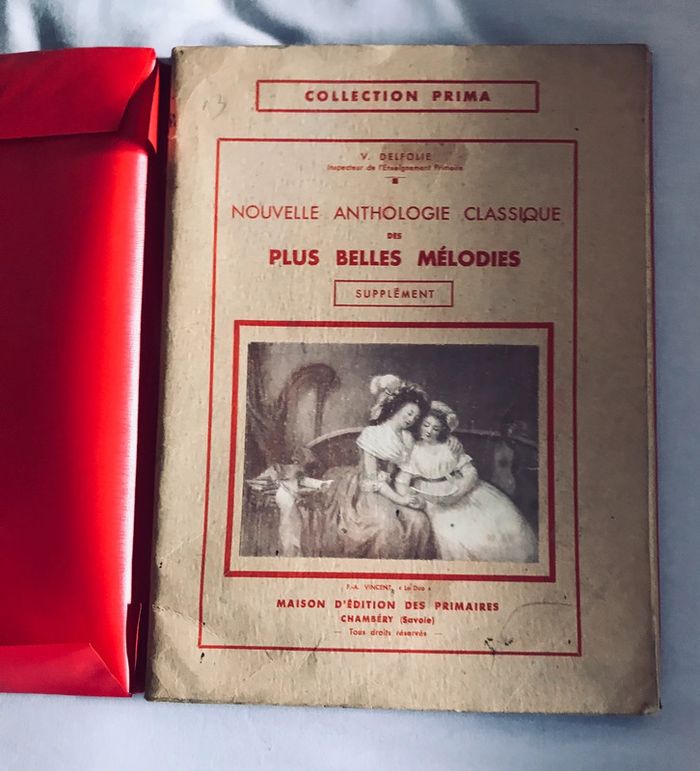 COLLECTION PRIMA
V. DELFOLIE
Inspecteur de l'Enseignement Primaire
NOUVELLE ANTHOLOGIE CLASSIQUE
DES
PLUS BELLES MÉLODIES
SUPPLÉMENT
F.-A. VINCENT, « Le Duo »
MAISON D'ÉDITION DES PRIMAIRES
CHAMBÉRY (Savoie)
— Tous droits réservés —